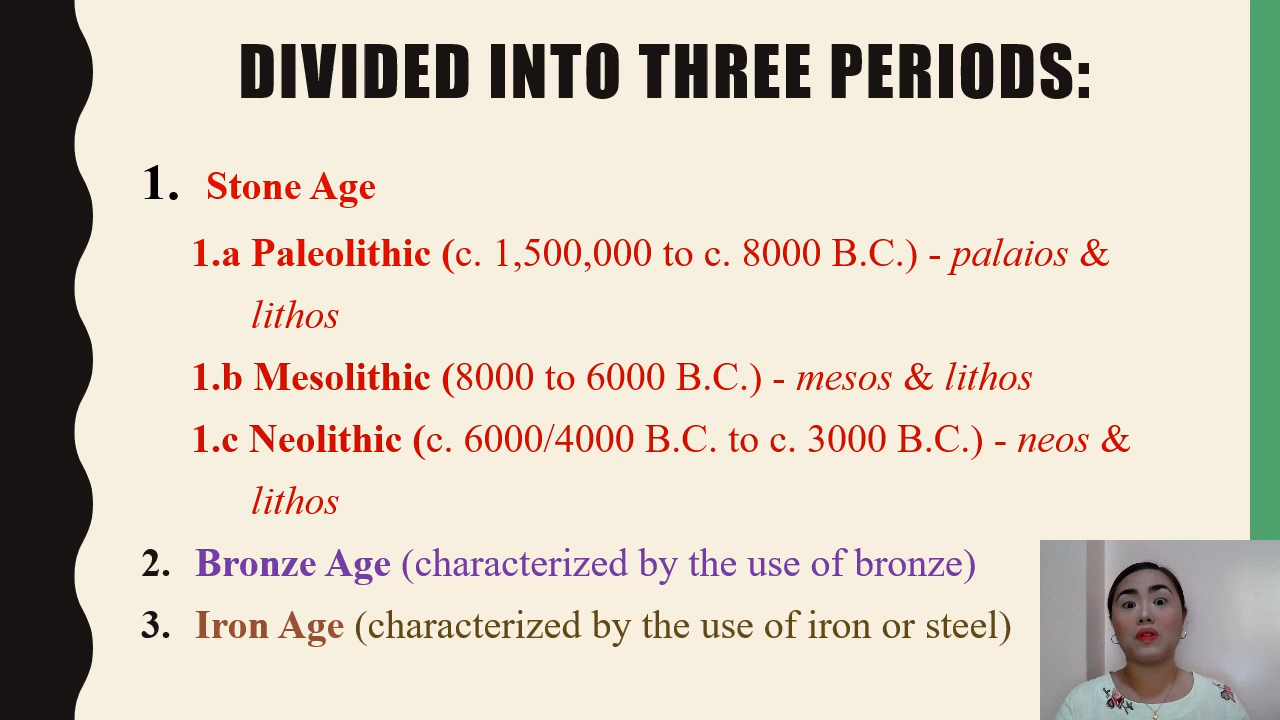 DIVIDED INTO THREE PERIODS:
1. Stone Age
1.a Paleolithic (c. 1,500,000 to c. 8000 B.C.) - palaios &
lithos
1.b Mesolithic (8000 to 6000 B.C.) - mesos & lithos
1.c Neolithic (c. 6000/4000 B.C. to c. 3000 B.C.) - neos &
lithos
2. Bronze Age (characterized by the use of bronze)
3. Iron Age (characterized by the use of iron or steel)